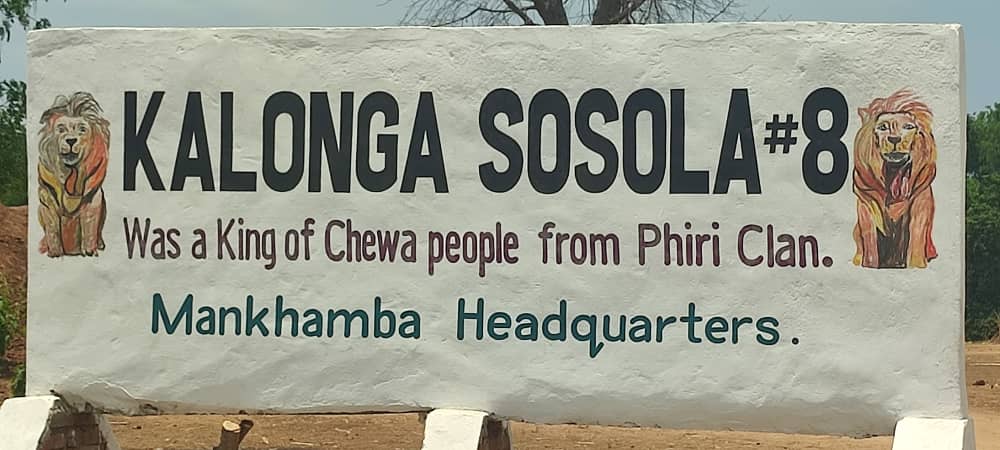 KALONGA SOSOLA #8
Was a King of Chewa people from Phiri Clan.
Mankhamba Headquarters.